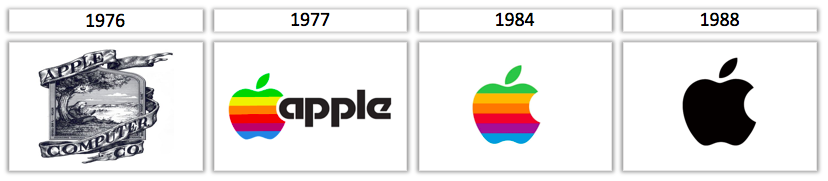 1976 1977 1984 1988
APPLE
COMPUTER
CO.
apple